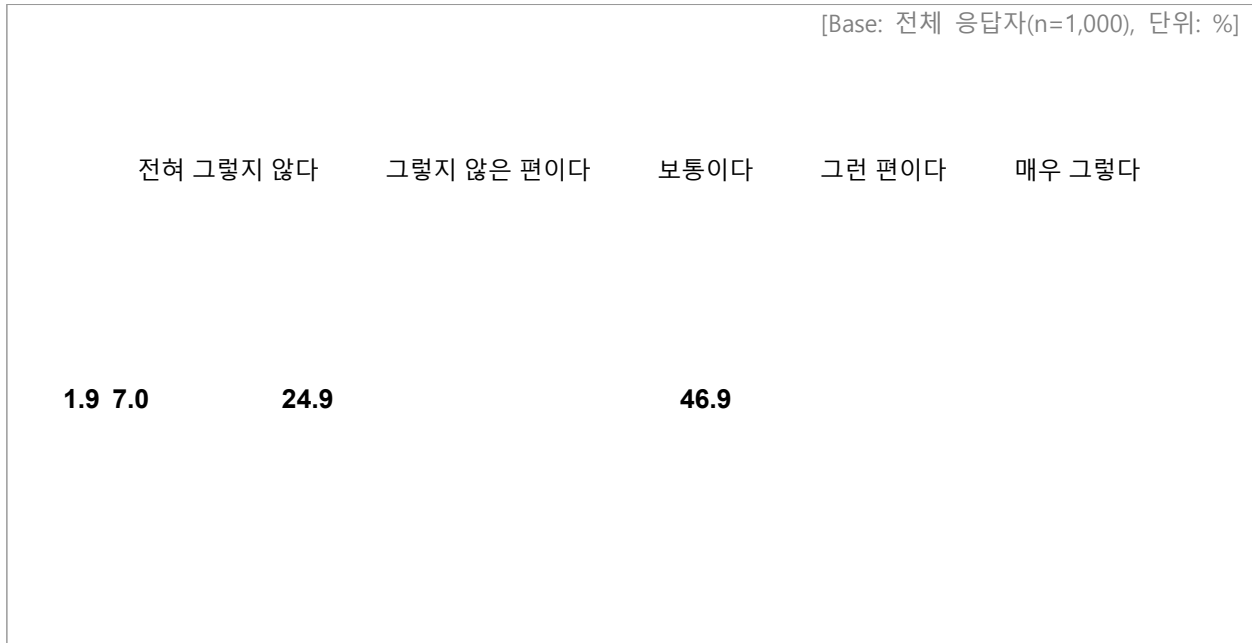 [Base: 전체 응답자(n=1,000), 단위: %]
전혀 그렇지 않다 그렇지 않은 편이다 보통이다 그런 편이다 매우 그렇다
1.9 7.0 24.9 46.9